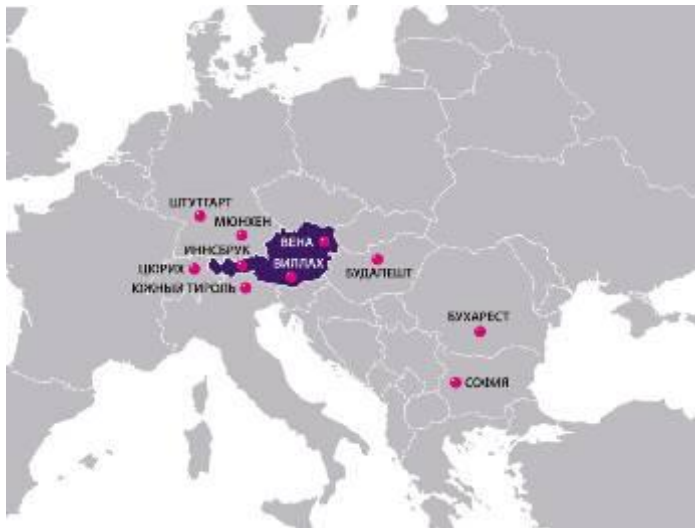 ШТУТГАРТ
МЮНХЕН
ВЕНА
ИННСБРУК
ЦЮРИХ
ВИЛЛАХ
БУДАПЕШТ
ЮЖНЫЙ ТИРОЛЬ
БУХАРЕСТ
СОФИЯ